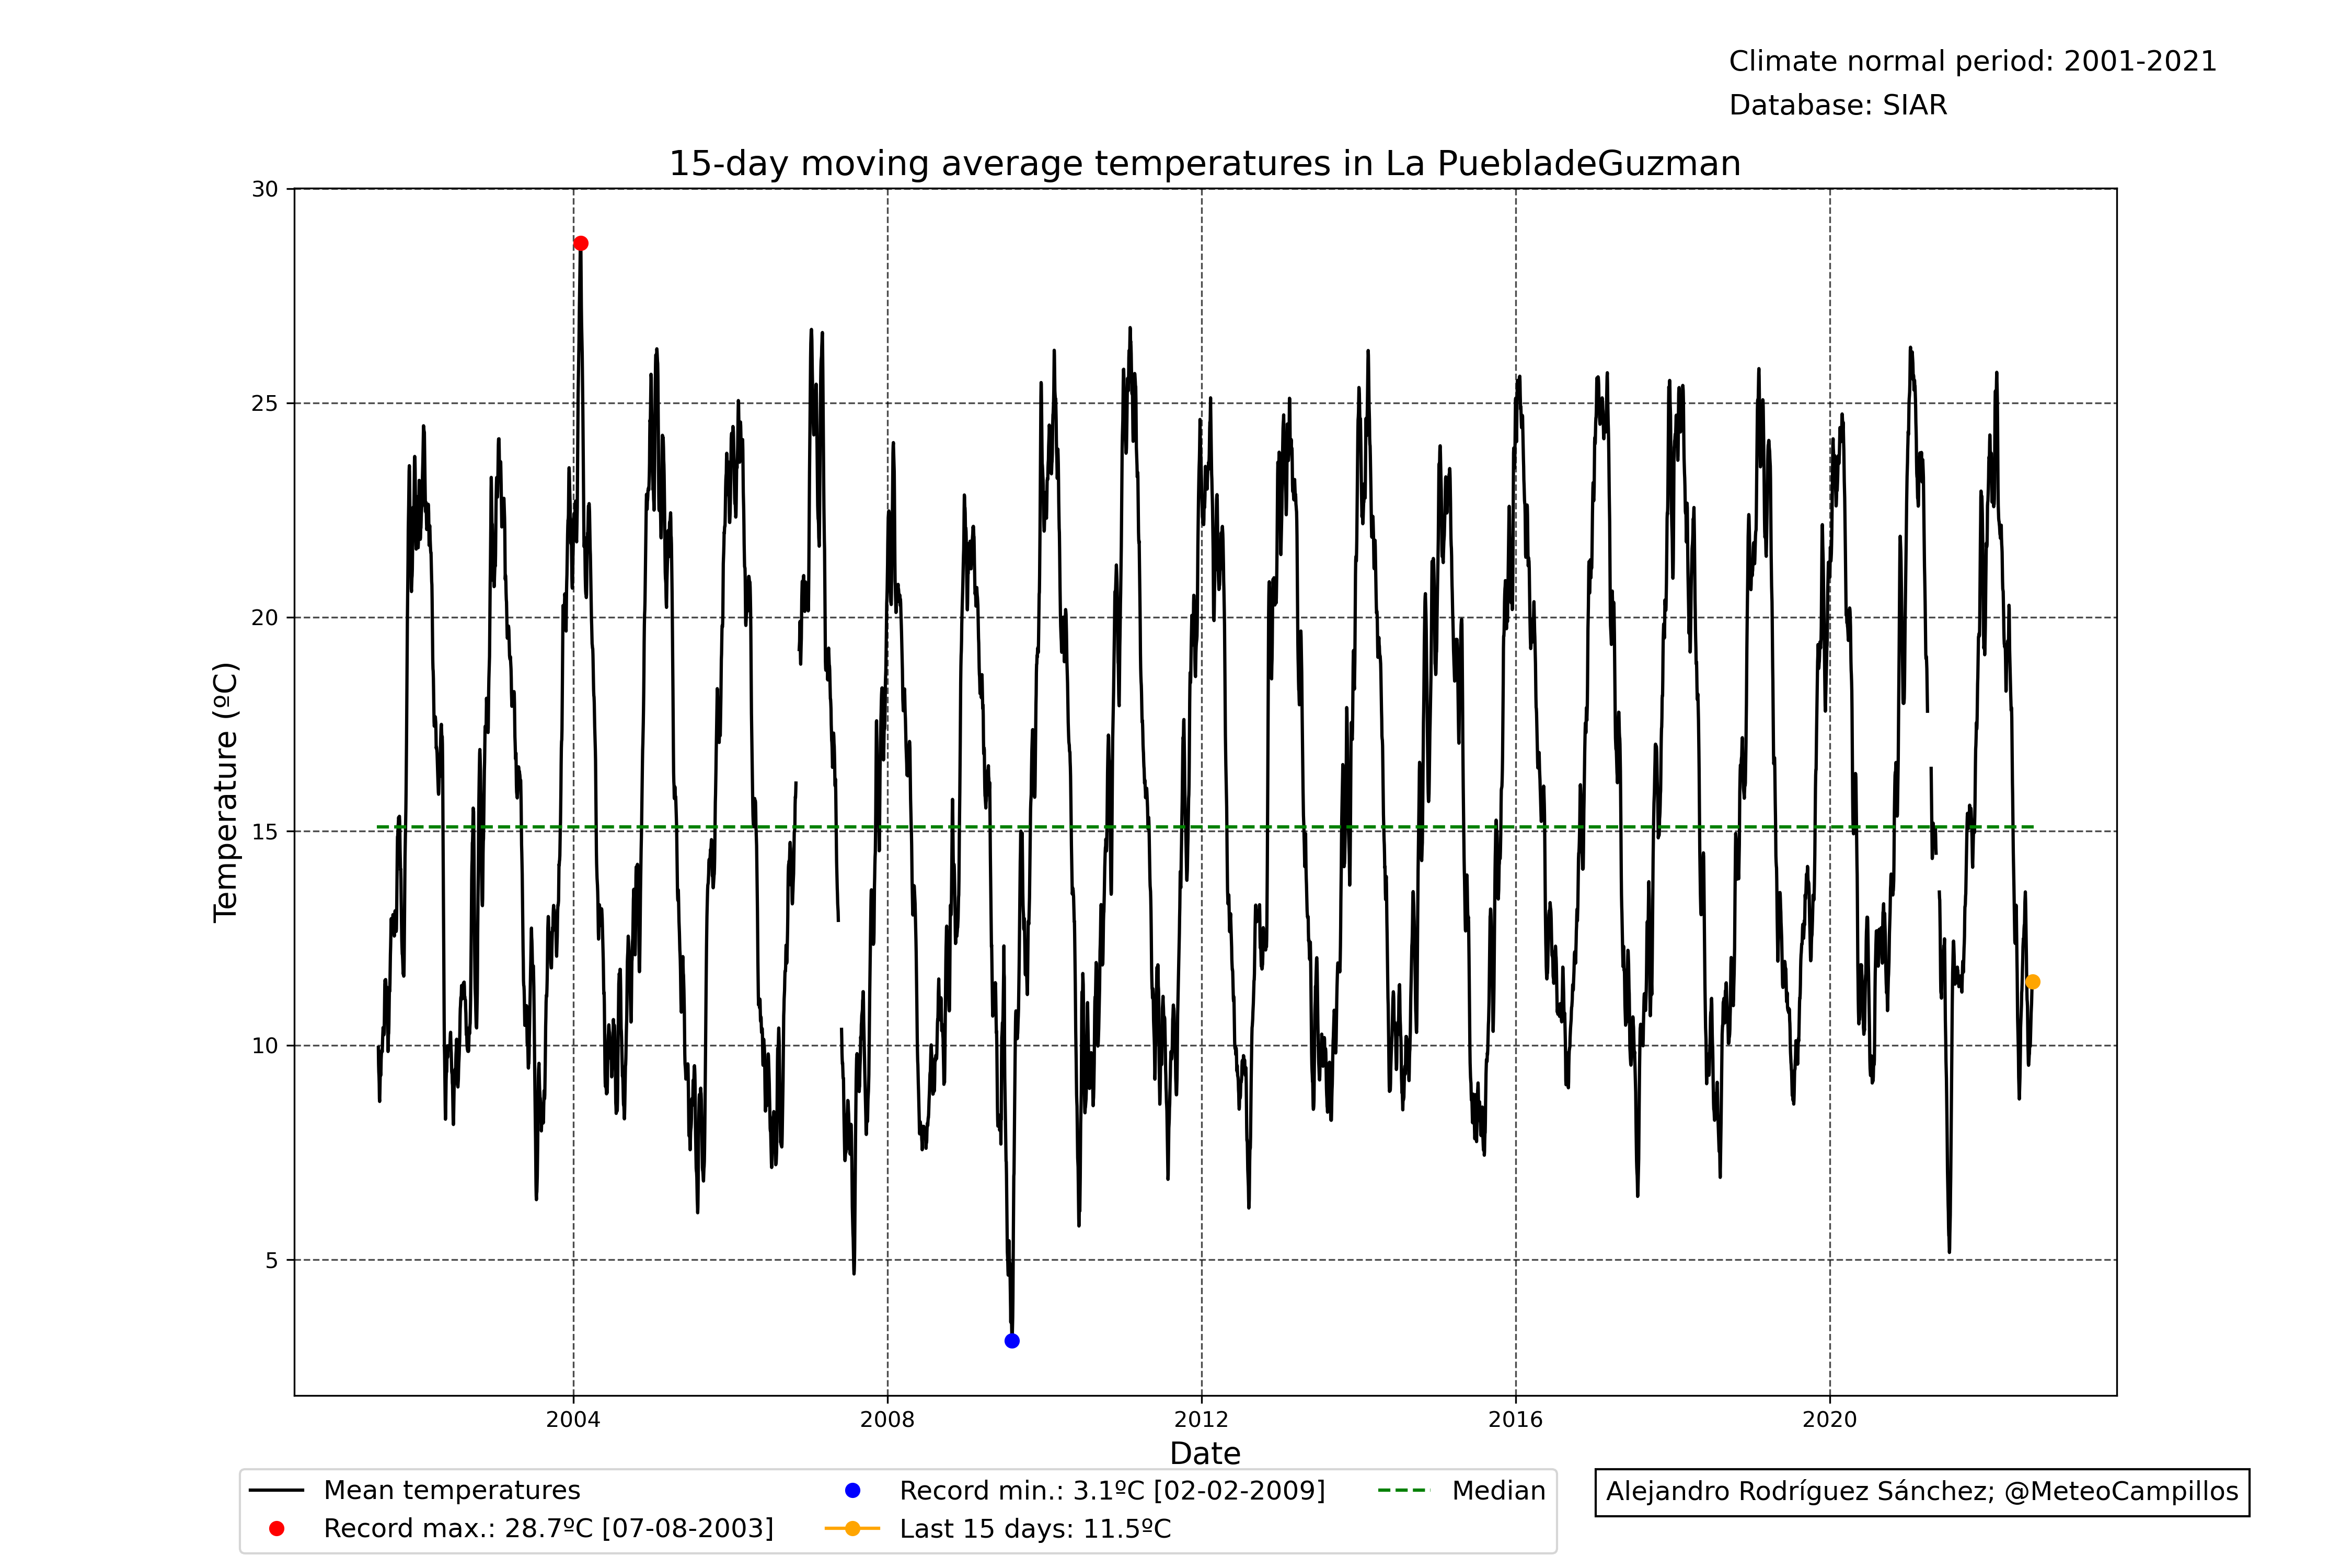 Climate normal period: 2001-2021
Database: SIAR
15-day moving average temperatures in La PuebladeGuzman
30
25
20
15
10
5
Temperature (ºC)
2004 2008 2012 2016 2020
Date
Mean temperatures
Record max.: 28.7ºC [07-08-2003]
Record min.: 3.1ºC [02-02-2009]
Last 15 days: 11.5ºC
Median
Alejandro Rodríguez Sánchez; @MeteoCampillos